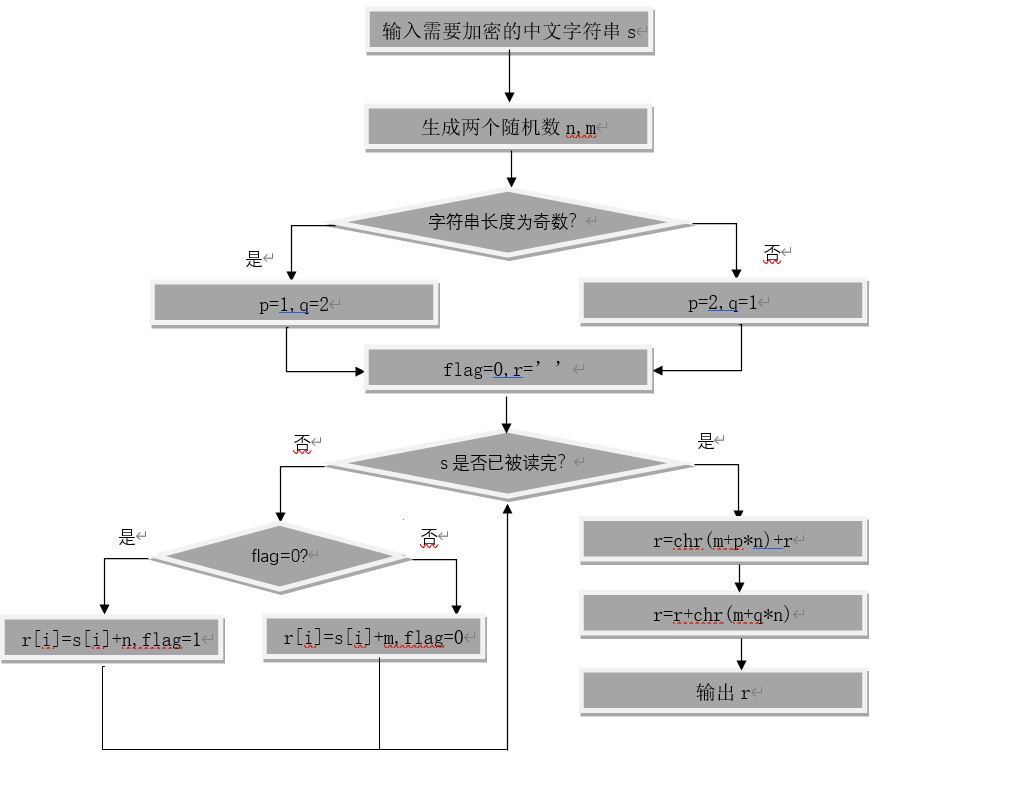 输入需要加密的中文字符串 s
生成两个随机数 n,m
字符串长度为奇数？
是
否
p=1,q=2
p=2,q=1
flag=0,r=’’
否
是
s 是否已被读完？
是
否
r=chr(m+p*n)+r
flag=0?
r=r+chr(m+q*n)
r[i]=s[i]+n,flag=1
r[i]=s[i]+m,flag=0
输出 r